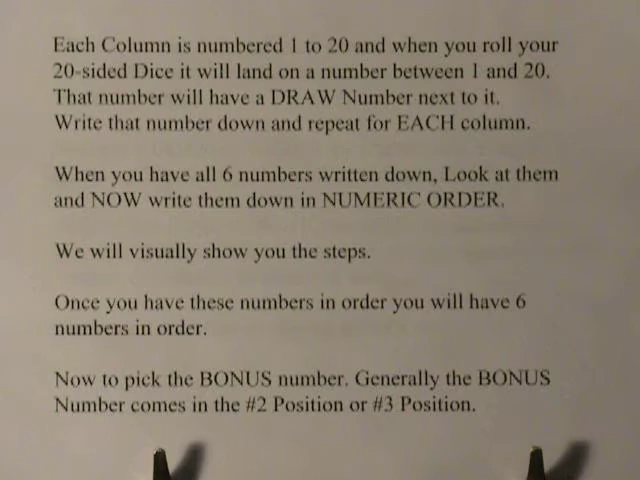 Each Column is numbered 1 to 20 and when you roll your
20-sided Dice it will land on a number between 1 and 20.
That number will have a DRAW Number next to it.
Write that number down and repeat for EACH column.
When you have all 6 numbers written down, Look at them
and NOW write them down in NUMERIC ORDER.
We will visually show you the steps.
Once you have these numbers in order you will have 6
numbers in order.
Now to pick the BONUS number. Generally the BONUS
Number comes in the #2 Position or #3 Position.